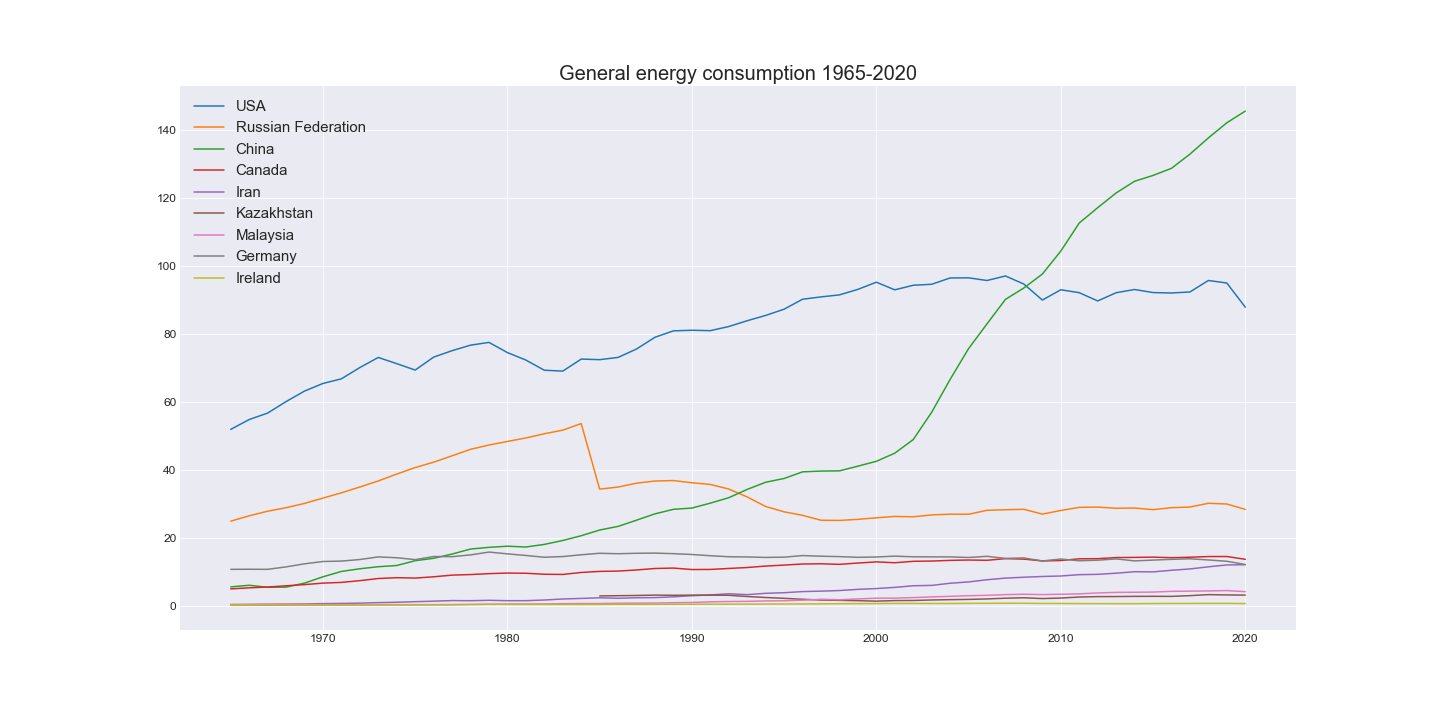 General energy consumption 1965-2020
USA
Russian Federation
China
Canada
Iran
Kazakhstan
Malaysia
Germany
Ireland
140
120
100
80
60
40
20
0
1970 1980 1990 2000 2010 2020